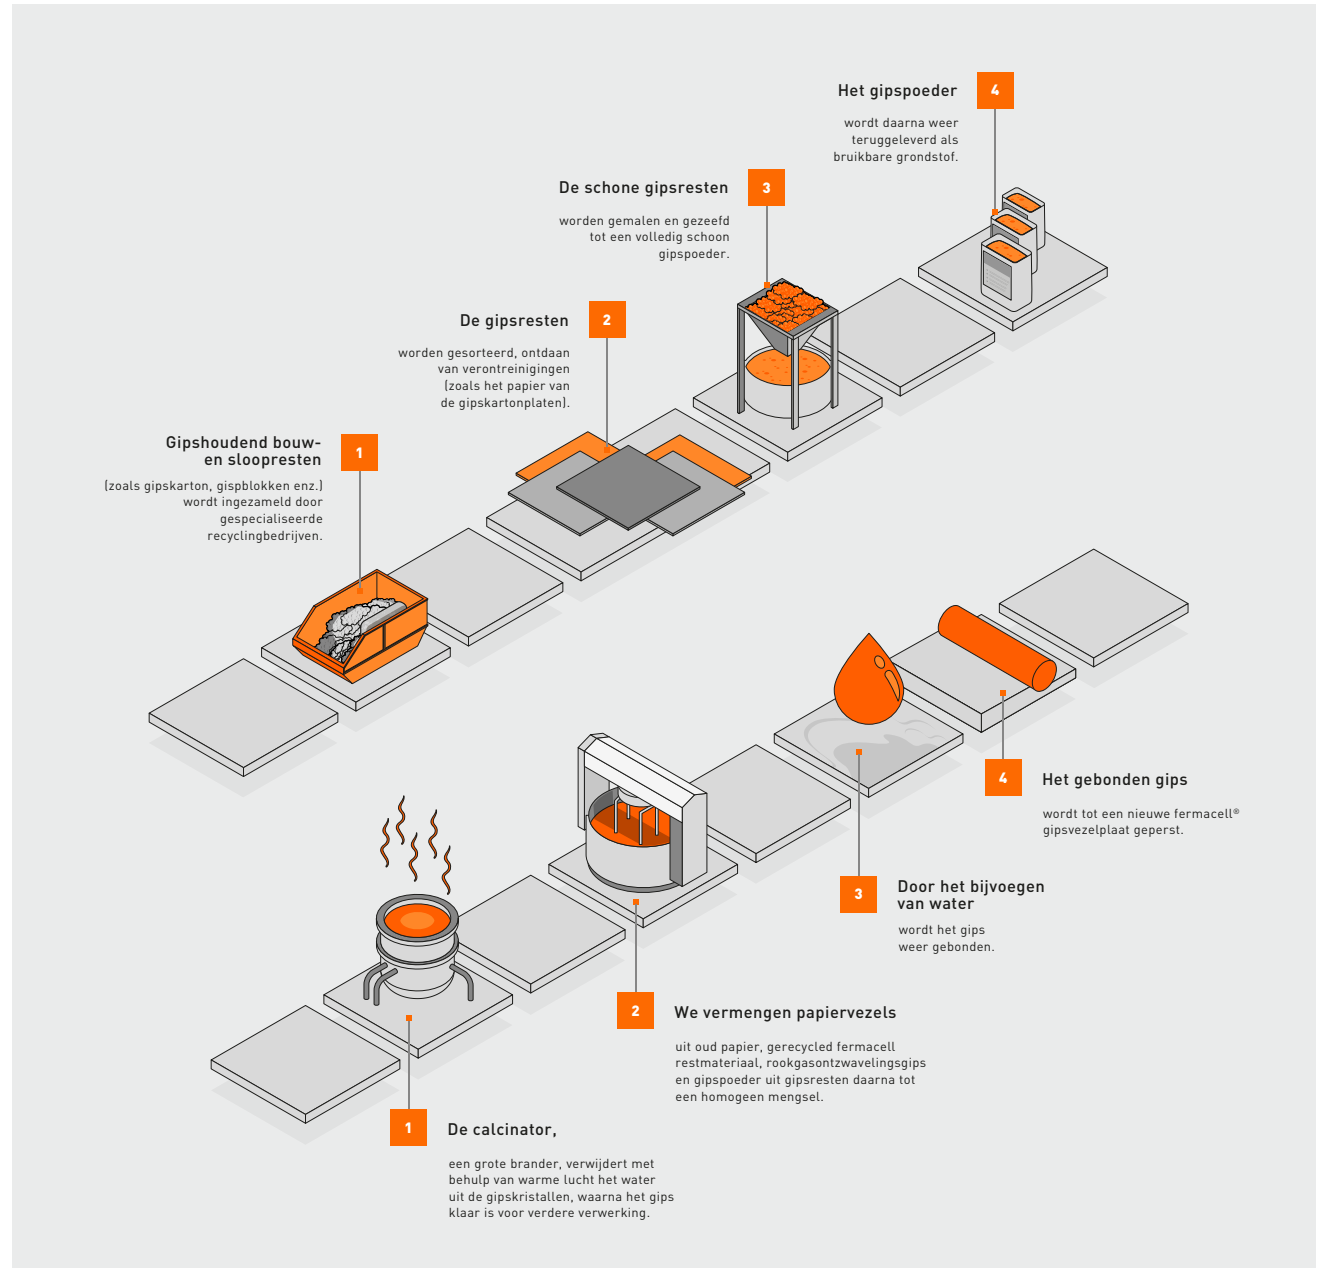 1
Gipshoudend bouw-
en sloopresten
(zoals gipskarton, gispblokken enz.)
wordt ingezameld door
gespecialiseerde
recyclingbedrijven.
2
De gipsresten
worden gesorteerd, ontdaan
van verontreinigingen
(zoals het papier van
de gipskartonplaten).
3
De schone gipsresten
worden gemalen en gezeefd
tot een volledig schoon
gipspoeder.
4
Het gipspoeder
wordt daarna weer
teruggeleverd als
bruikbare grondstof.
1
De calcinator,
een grote brander, verwijdert met
behulp van warme lucht het water
uit de gipskristallen, waarna het gips
klaar is voor verdere verwerking.
2
We vermengen papiervezels
uit oud papier, gerecycled fermacell
restmateriaal, rookgasontzwavelingsgips
en gipspoeder uit gipsresten daarna tot
een homogeen mengsel.
3
Door het bijvoegen
van water
wordt het gips
weer gebonden.
4
Het gebonden gips
wordt tot een nieuwe fermacell®
gipsvezelplaat geperst.